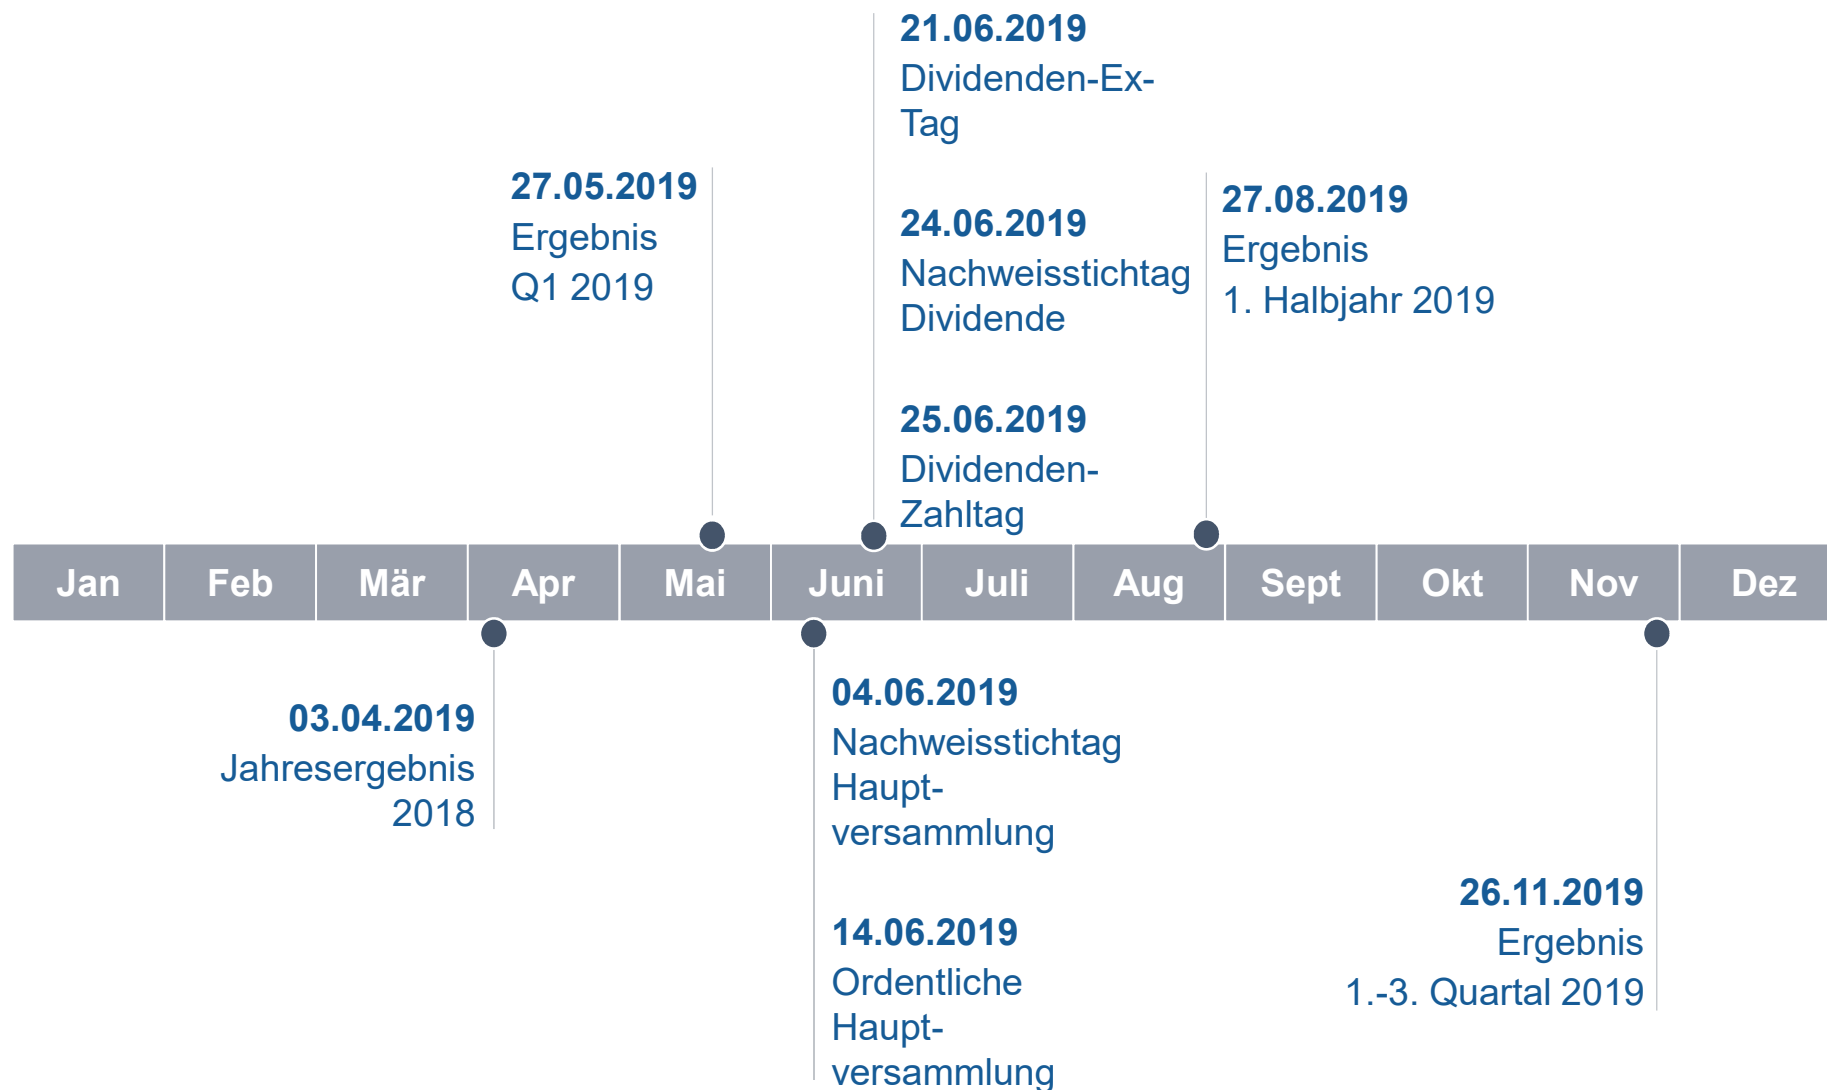 21.06.2019
Dividenden-Ex-
Tag
27.05.2019
Ergebnis
Q1 2019
24.06.2019
Nachweisstichtag
Dividende
27.08.2019
Ergebnis
1. Halbjahr 2019
25.06.2019
Dividenden-
Zahltag
Jan Feb Mär Apr Mai Juni Juli Aug Sept Okt Nov Dez
03.04.2019
Jahresergebnis
2018
04.06.2019
Nachweisstichtag
Haupt-
versammlung
14.06.2019
Ordentliche
Haupt-
versammlung
26.11.2019
Ergebnis
1.-3. Quartal 2019